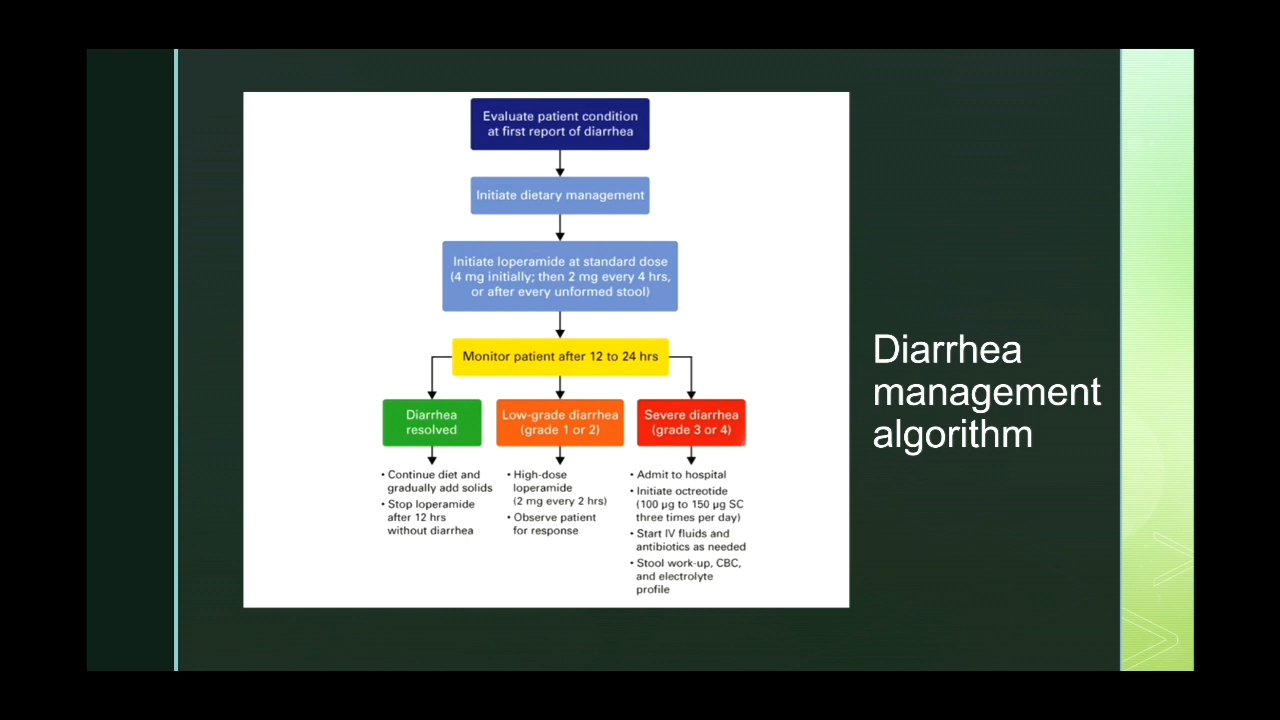 Evaluate patient condition
at first report of diarrhea
Initiate dietary management
Initiate loperamide at standard dose
(4 mg initially; then 2 mg every 4 hrs,
or after every unformed stool)
Monitor patient after 12 to 24 hrs
Diarrhea
resolved
• Continue diet and
gradually add solids
• Stop loperamide
after 12 hrs
without diarrhea
Low-grade diarrhea
(grade 1 or 2)
• High-dose
loperamide
(2 mg every 2 hrs)
• Observe patient
for response
Severe diarrhea
(grade 3 or 4)
• Admit to hospital
• Initiate octreotide
(100 µg to 150 µg SC
three times per day)
• Start IV fluids and
antibiotics as needed
• Stool work-up, CBC,
and electrolyte
profile
Diarrhea
management
algorithm